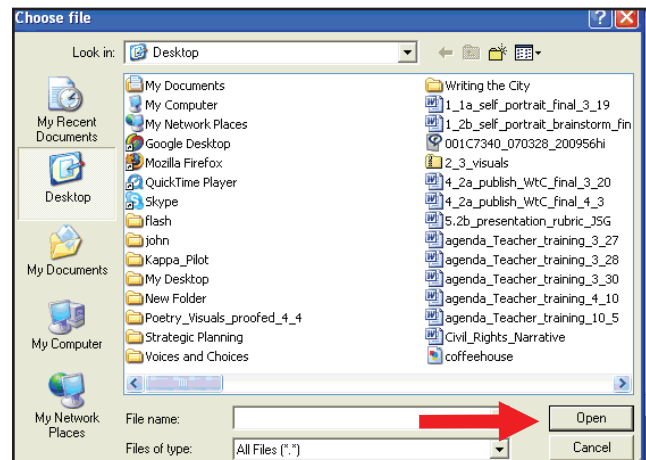 Choose file
Look in:
Desktop
My Recent
Documents
Desktop
My Documents
My Computer
My Network
Places
My Documents
My Computer
My Network Places
Google Desktop
Mozilla Firefox
QuickTime Player
Skype
flash
john
Kappa_Pilot
My Desktop
New Folder
Poetry_Visuals_proofed_4_4
Strategic Planning
Voices and Choices
Writing the City
1_1a_self_portrait_final_3_19
1_2b_self_portrait_brainstorm_fin
001C7340_070328_200956hi
2_3_visuals
4_2a_publish_WtC_final_3_20
4_2a_publish_WtC_final_4_3
5.2b_presentation_rubric_JSG
agenda_Teacher_training_3_27
agenda_Teacher_training_3_28
agenda_Teacher_training_3_30
agenda_Teacher_training_4_10
agenda_Teacher_training_10_5
Civil_Rights_Narrative
coffeehouse
File name:
Open
Files of type:
All Files (*.*)
Cancel